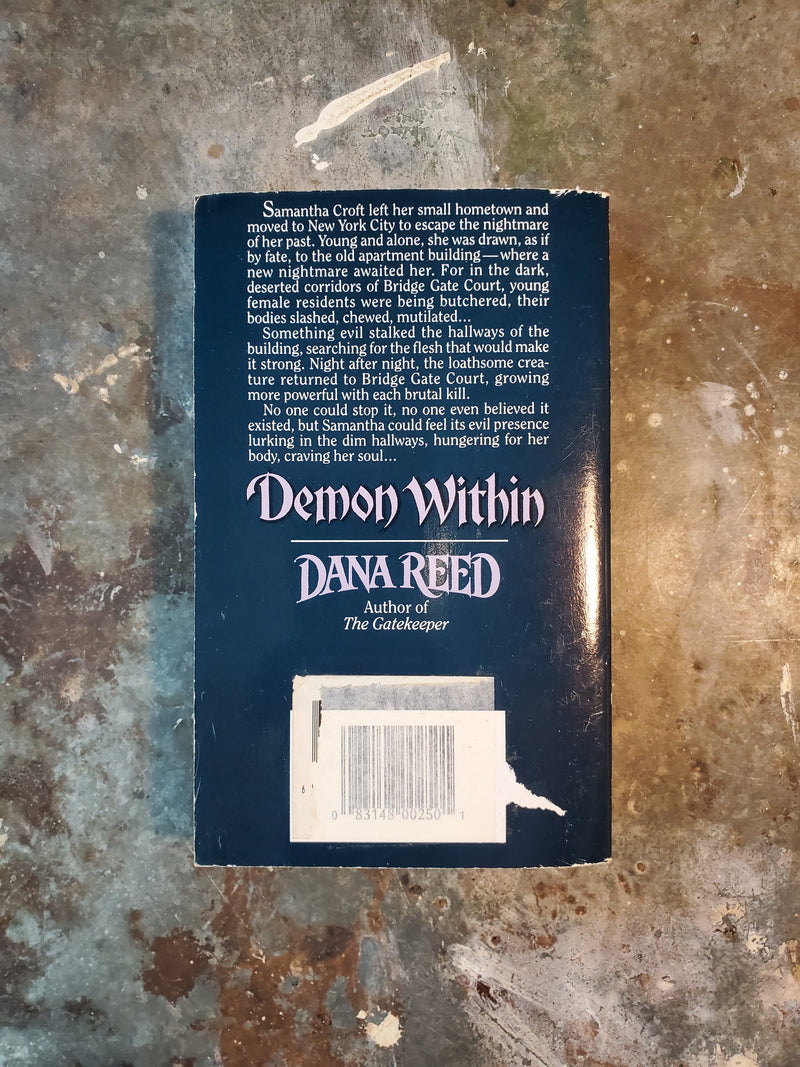 Samantha Croft left her small hometown and
moved to New York City to escape the nightmare
of her past. Young and alone, she was drawn, as if
by fate, to the old apartment building—where a
new nightmare awaited her. For in the dark,
deserted corridors of Bridge Gate Court, young
female residents were being butchered, their
bodies slashed, chewed, mutilated...
Something evil stalked the hallways of the
building, searching for the flesh that would make
it strong. Night after night, the loathsome crea-
ture returned to Bridge Gate Court, growing
more powerful with each brutal kill.
No one could stop it, no one even believed it
existed, but Samantha could feel its evil presence
lurking in the dim hallways, hungering for her
body, craving her soul...
Demon Within
DANA REED
Author of
The Gatekeeper
6
0 83148 00250 1